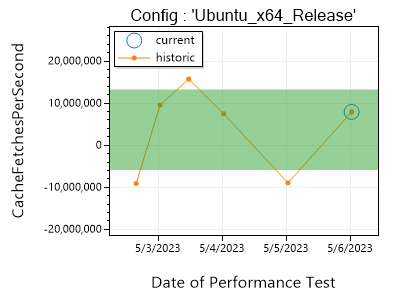 Config : 'Ubuntu_x64_Release'
current
historic
CacheFetchesPerSecond
20,000,000
10,000,000
0
-10,000,000
-20,000,000
5/3/2023
5/4/2023
5/5/2023
5/6/2023
Date of Performance Test